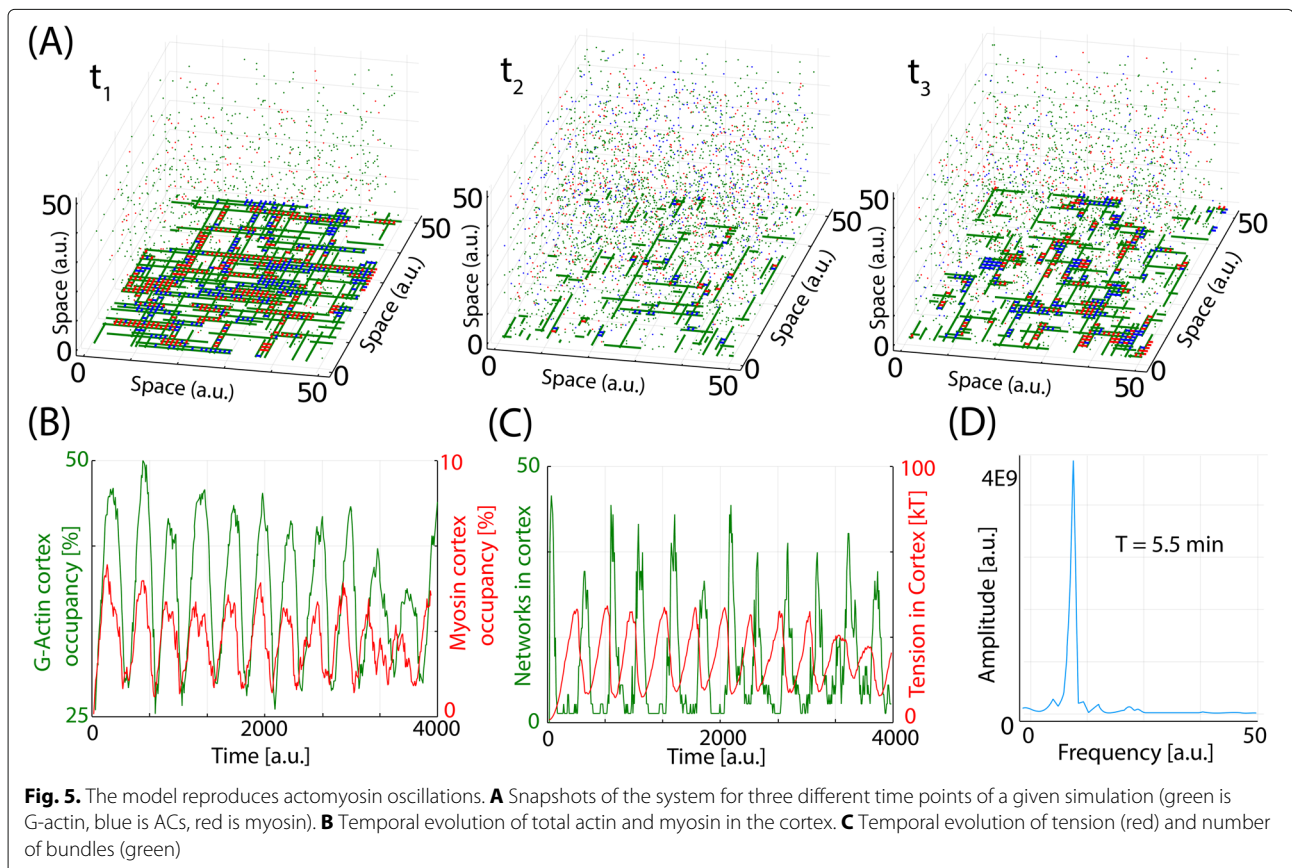 (A)
t1
t2
t3
50
Space (a.u.)
0
Space (a.u.)
50
0
Space (a.u.)
50
50
Space (a.u.)
0
Space (a.u.)
50
0
Space (a.u.)
50
50
Space (a.u.)
0
Space (a.u.)
50
0
Space (a.u.)
50
(B)
50
G-Actin cortex
occupancy [%]
25
10
Myosin cortex
occupancy [%]
0
0
2000
4000
Time [a.u.]
(C)
50
Networks in cortex
0
100
Tension in Cortex [kT]
0
0
2000
4000
Time [a.u.]
(D)
4E9
Amplitude [a.u.]
0
T = 5.5 min
0
50
Frequency [a.u.]
Fig. 5. The model reproduces actomyosin oscillations. A Snapshots of the system for three different time points of a given simulation (green is
G-actin, blue is ACs, red is myosin). B Temporal evolution of total actin and myosin in the cortex. C Temporal evolution of tension (red) and number
of bundles (green)